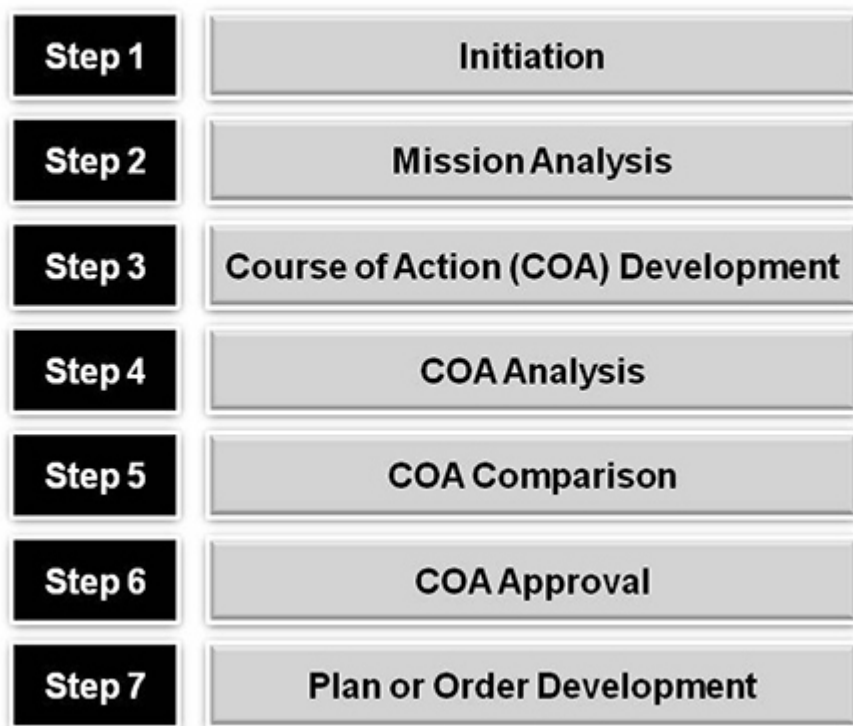 Step 1 Initiation
Step 2 Mission Analysis
Step 3 Course of Action (COA) Development
Step 4 COA Analysis
Step 5 COA Comparison
Step 6 COA Approval
Step 7 Plan or Order Development